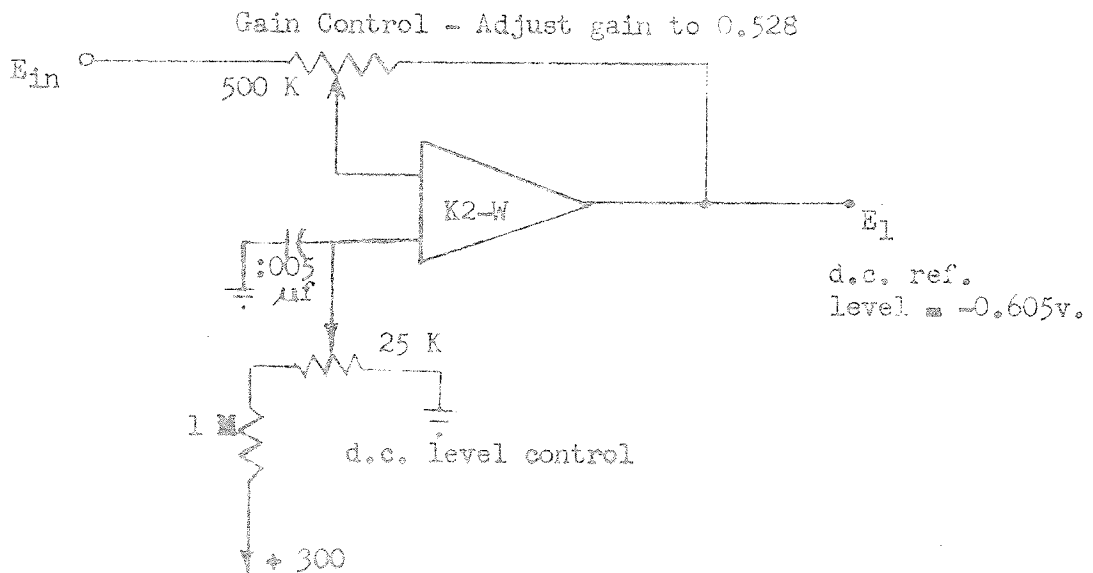 Gain Control - Adjust gain to 0.528
Ein
500 K
K2-W
E1
:005
μf
d.c. ref.
level = -0.605v.
25 K
1 M
d.c. level control
+ 300